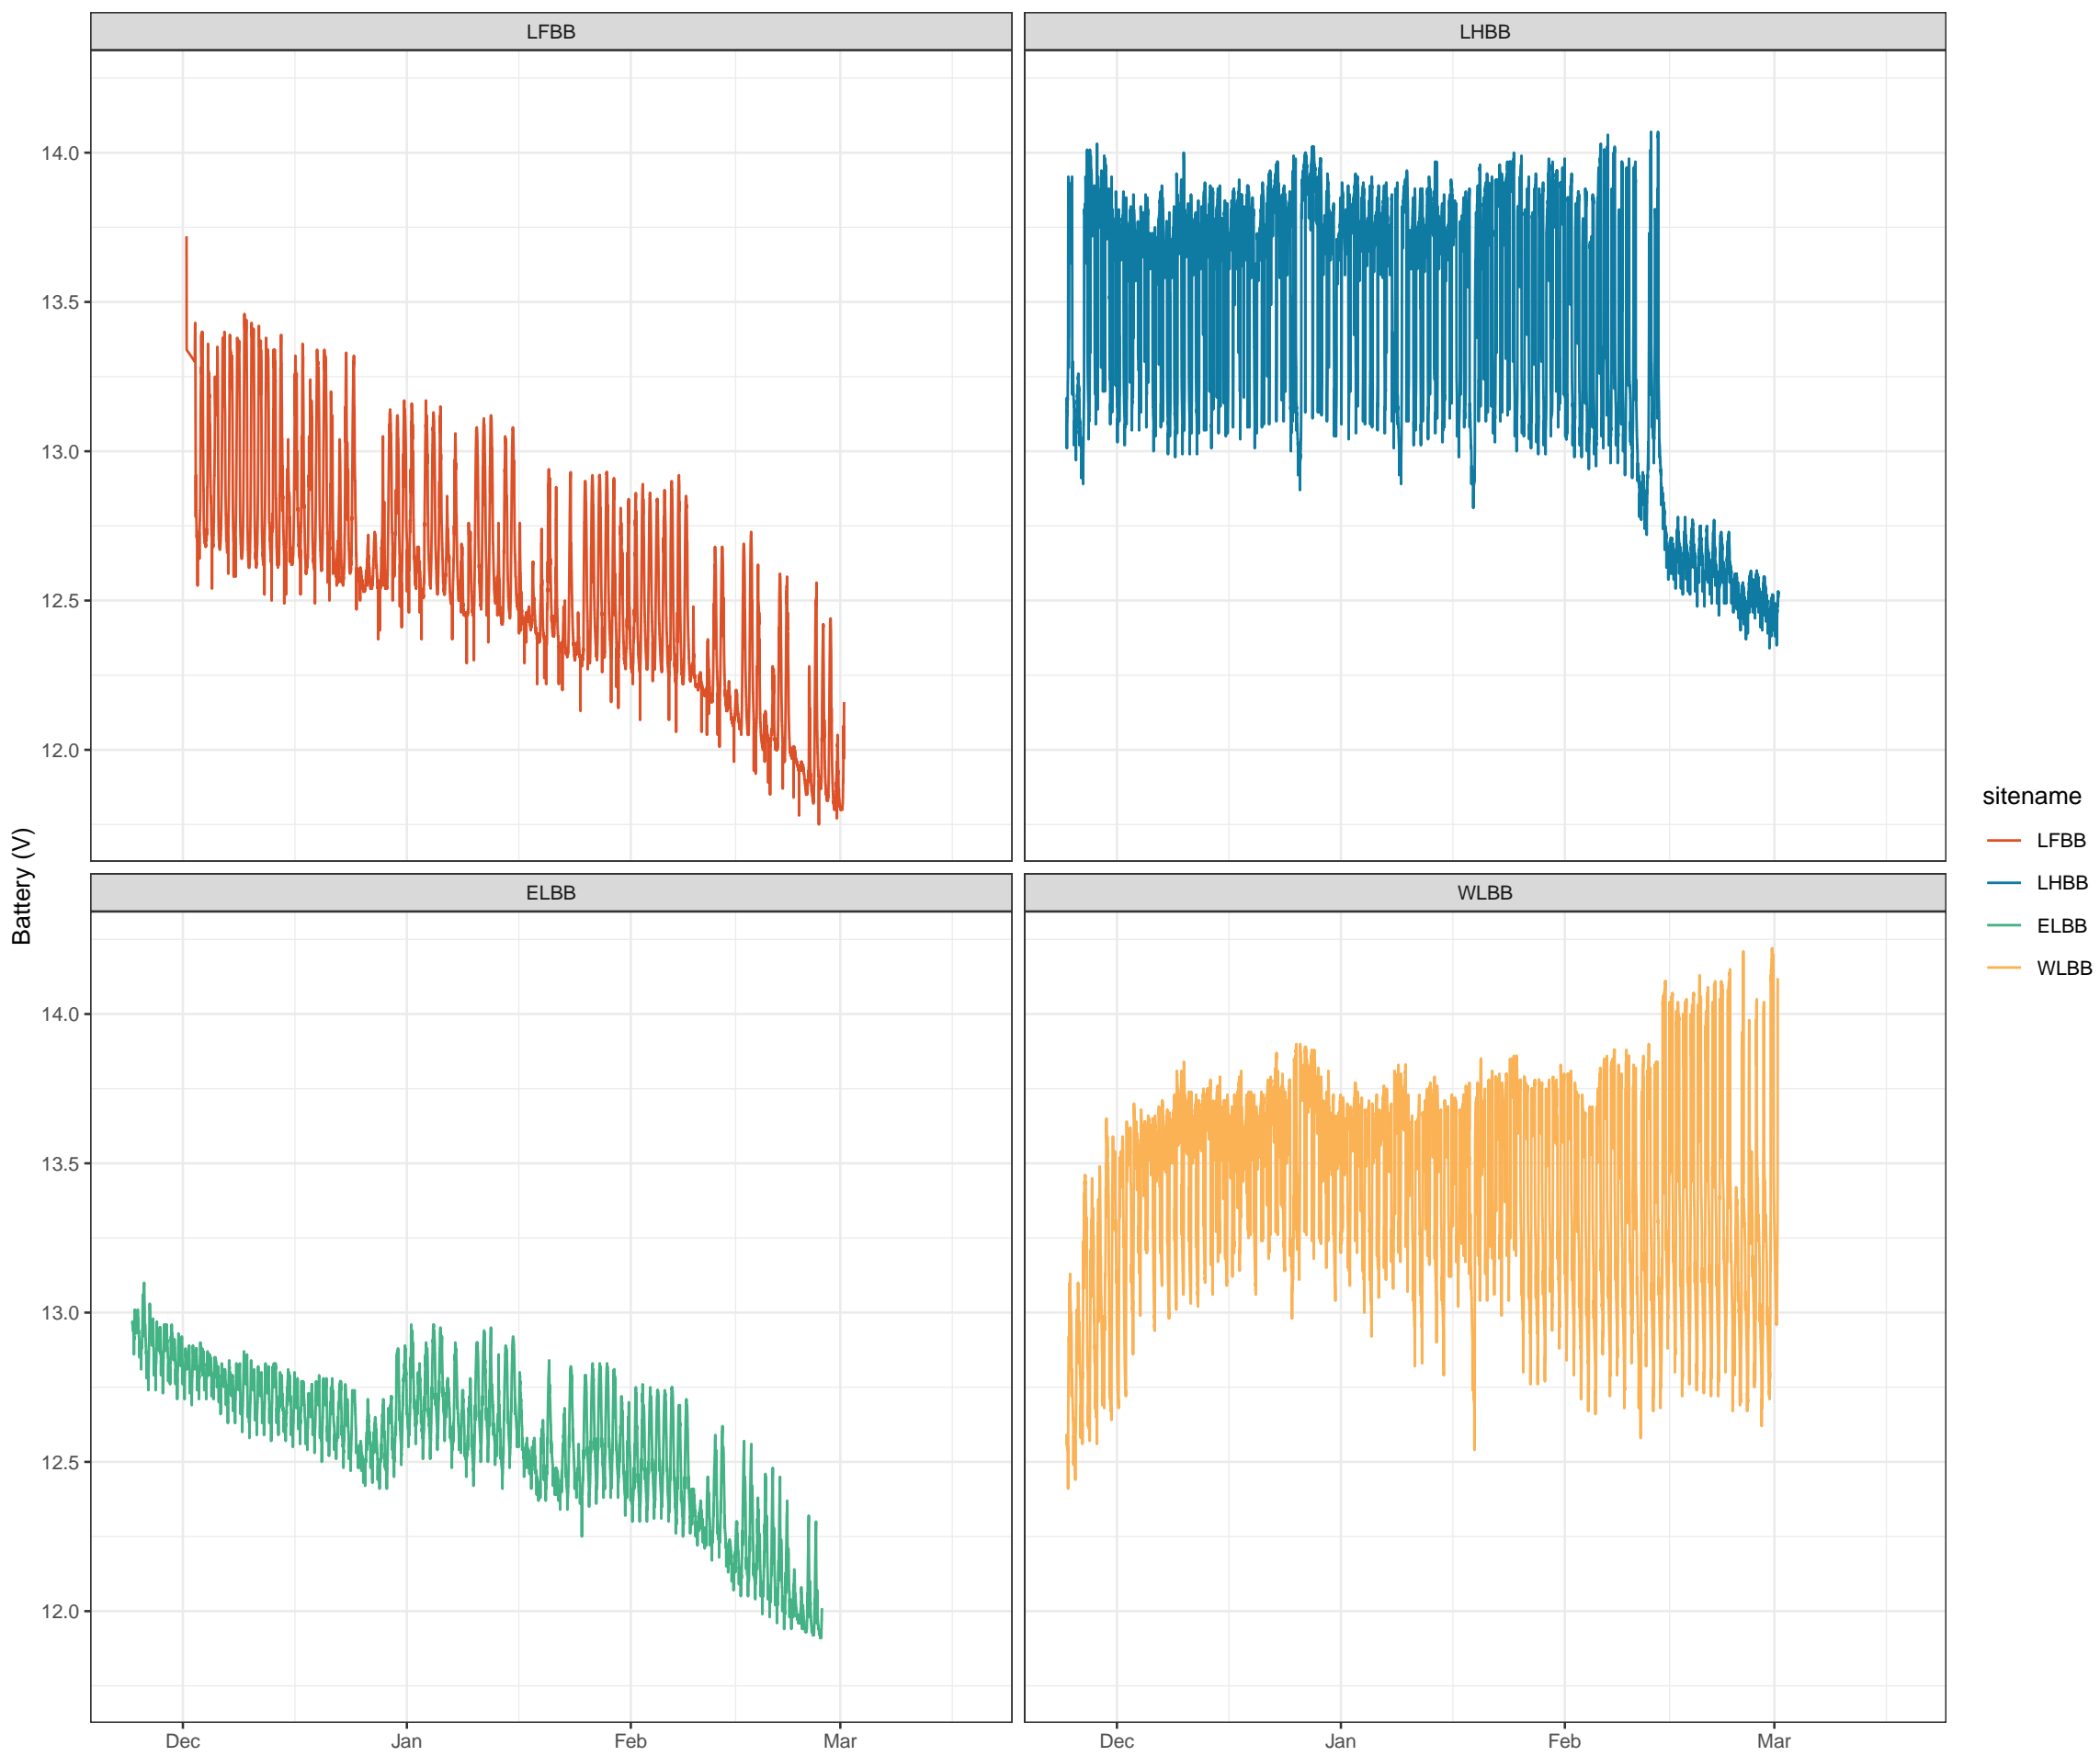 LFBB
LHBB
14.0
13.5
13.0
12.5
12.0
Battery (V)
ELBB
WLBB
14.0
13.5
13.0
12.5
12.0
Dec
Jan
Feb
Mar
Dec
Jan
Feb
Mar
sitename
LFBB
LHBB
ELBB
WLBB